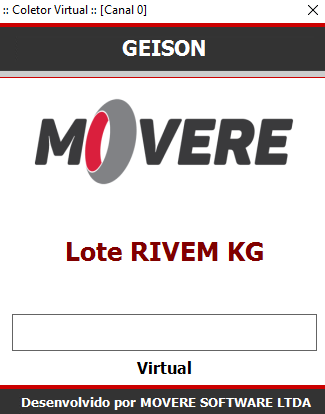 :: Coletor Virtual :: [Canal 0]
GEISON
MOVERE
Lote RIVEM KG
Virtual
Desenvolvido por MOVERE SOFTWARE LTDA